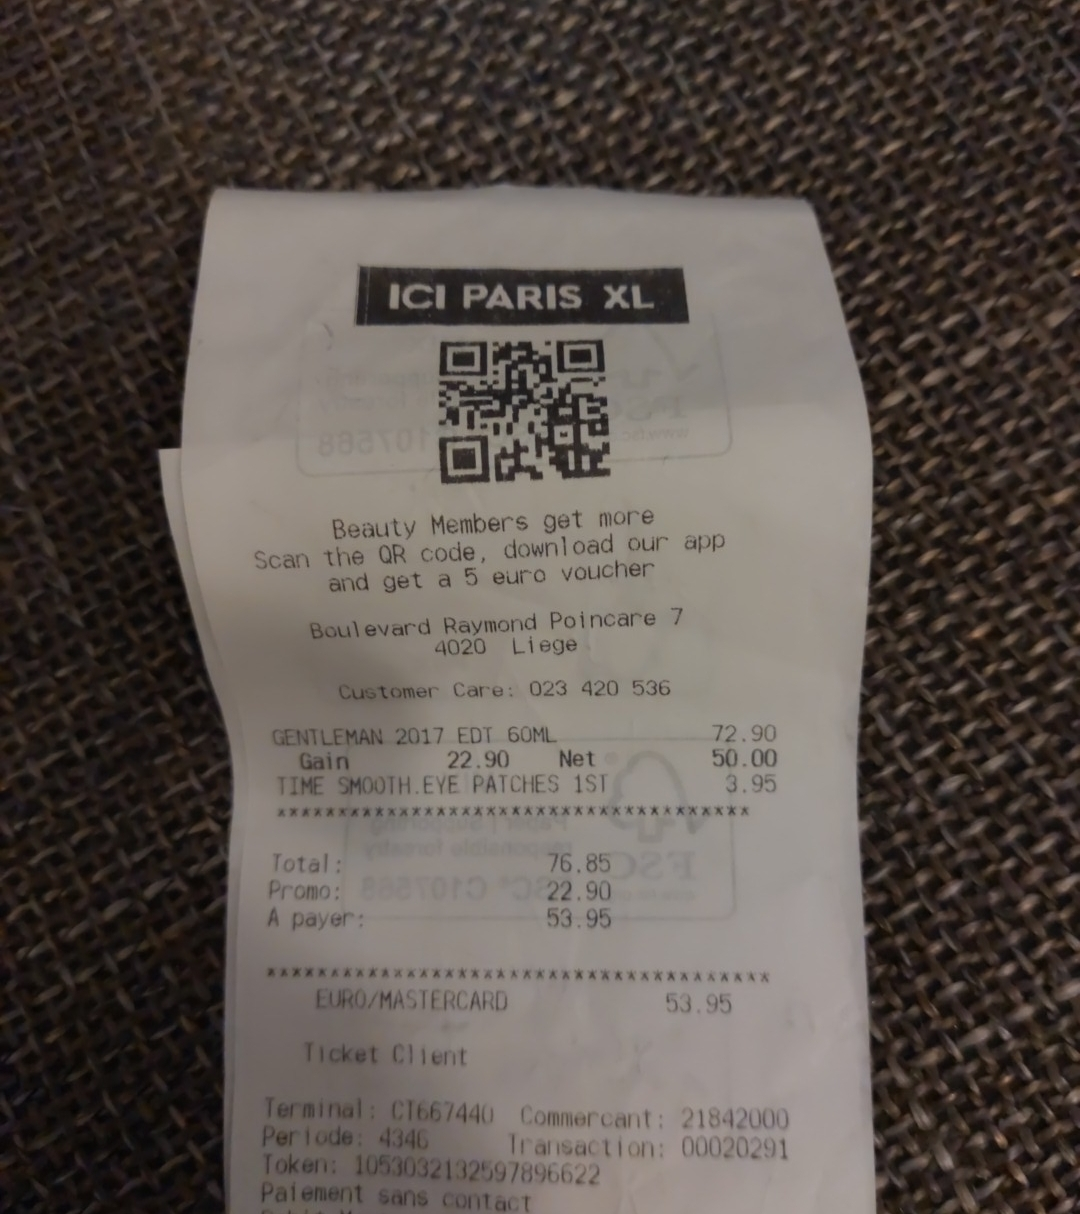 ICI PARIS XL
Beauty Members get more
Scan the QR code, download our app
and get a 5 euro voucher
Boulevard Raymond Poincare 7
4020 Liege
Customer Care: 023 420 536
GENTLEMAN 2017 EDT 60ML 72.90
Gain 22.90 Net 50.00
TIME SMOOTH.EYE PATCHES 1ST 3.95
***************************************
Total: 76.85
Promo: 22.90
A payer: 53.95
***************************************
EURO/MASTERCARD 53.95
Ticket Client
Terminal: CT667440 Commercant: 21842000
Periode: 4346 Transaction: 00020291
Token: 1053032132597896622
Paiement sans contact